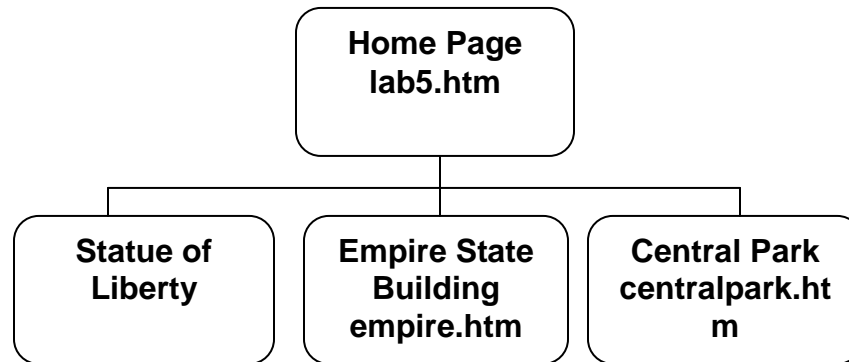 Home Page
lab5.htm
Statue of
Liberty
Empire State
Building
empire.htm
Central Park
centralpark.ht
m